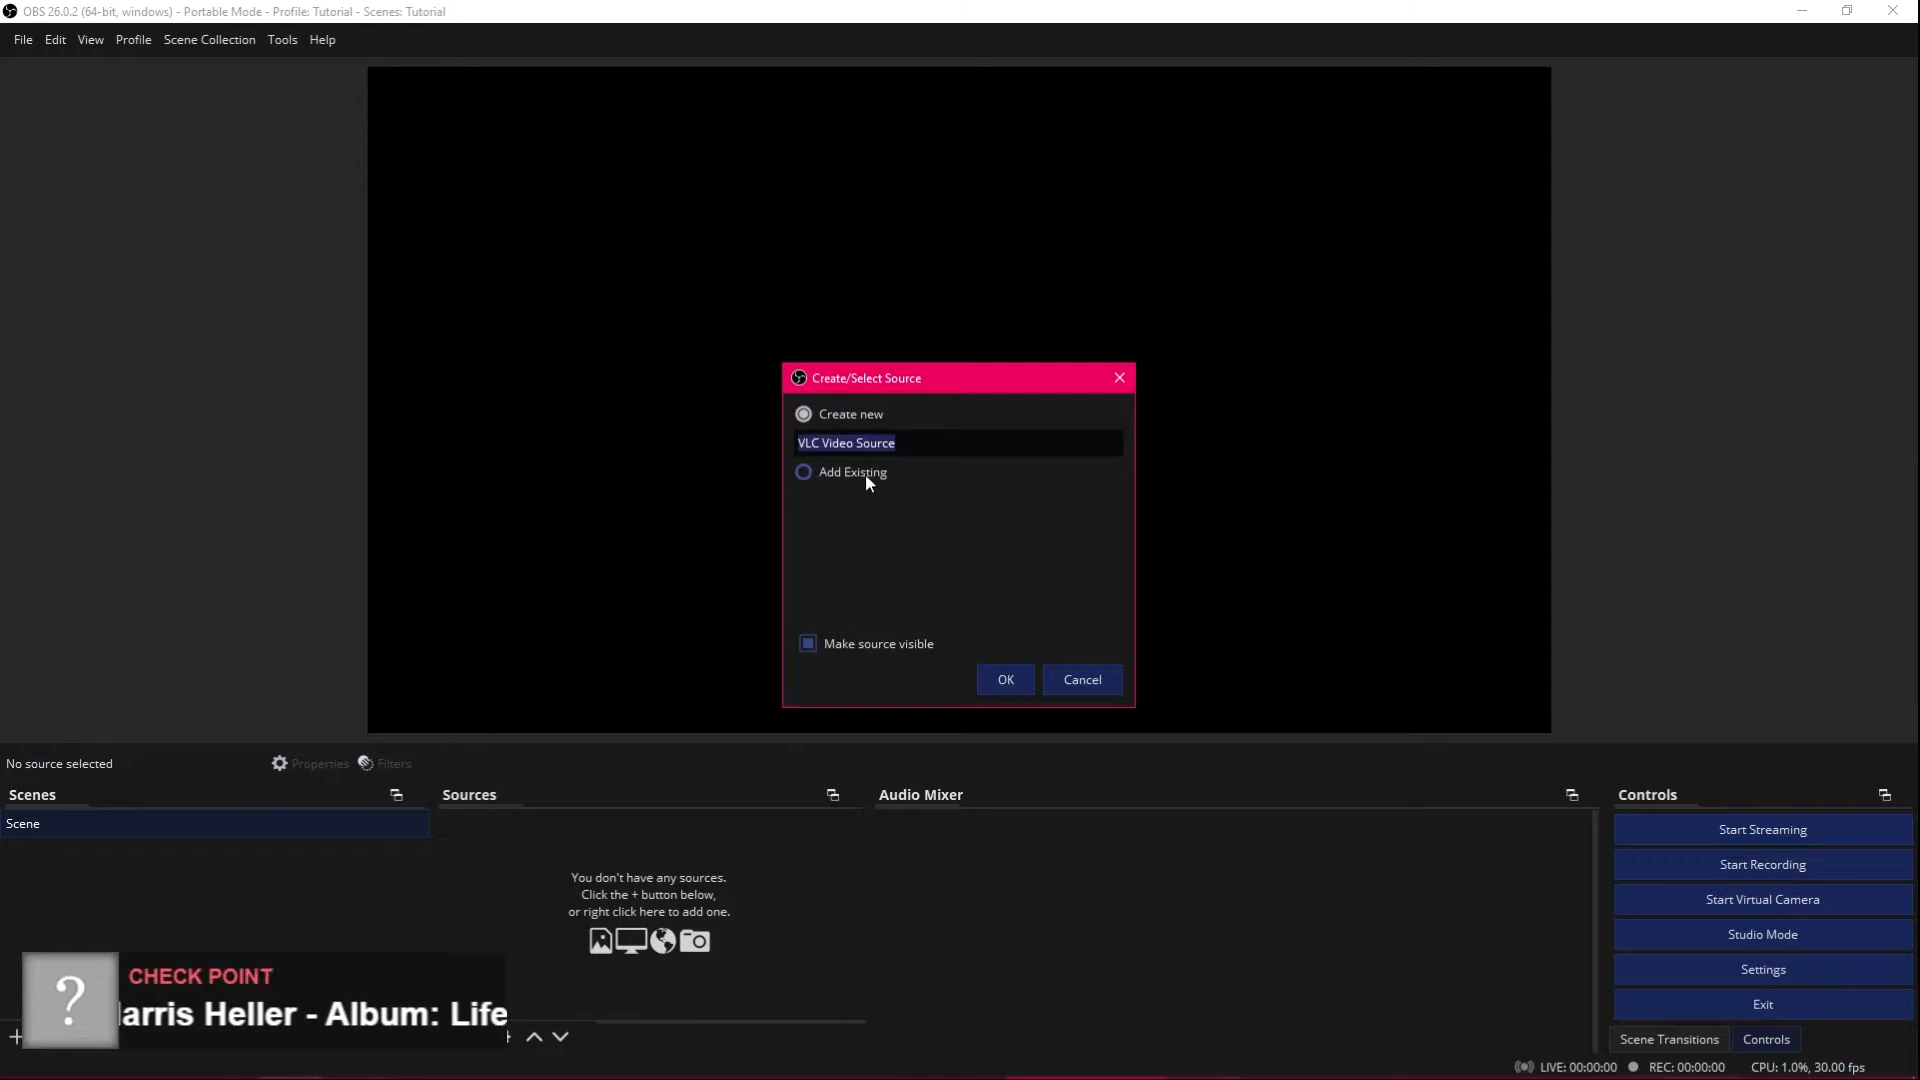 OBS 26.0.2 (64-bit, windows) - Portable Mode - Profile: Tutorial - Scenes: Tutorial
File Edit View Profile Scene Collection Tools Help
Create/Select Source
Create new
VLC Video Source
Add Existing
Make source visible
OK Cancel
No source selected Properties Filters
Scenes Sources Audio Mixer Controls
Scene
You don't have any sources.
Click the + button below,
or right click here to add one.
Start Streaming
Start Recording
Start Virtual Camera
Studio Mode
Settings
Exit
Scene Transitions Controls
?
CHECK POINT
arris Heller - Album: Life
LIVE: 00:00:00 REC: 00:00:00 CPU: 1.0%, 30.00 fps